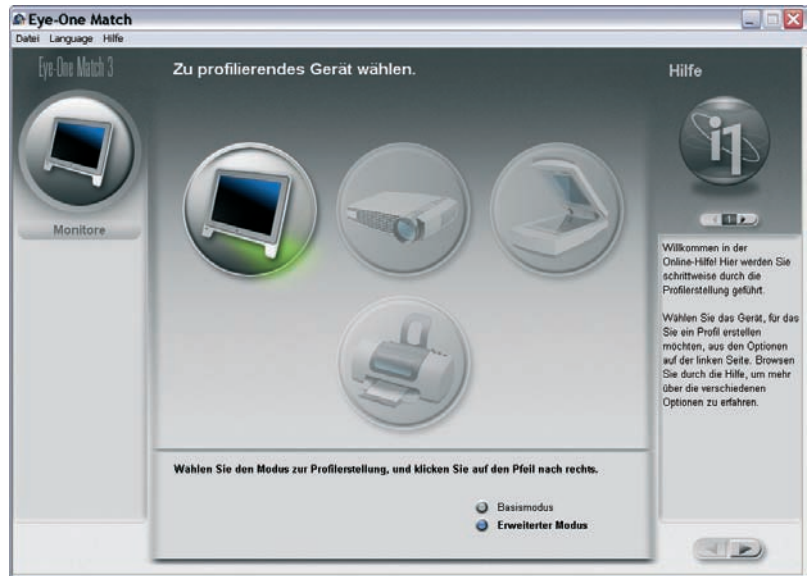 Eye-One Match
Datei Language Hilfe
Eye-One Match 3
Monitore
Zu profilierendes Gerät wählen.
Wählen Sie den Modus zur Profilerstellung, und klicken Sie auf den Pfeil nach rechts.
Basismodus
Erweiterter Modus
Hilfe
i1
1
Willkommen in der
Online-Hilfe! Hier werden Sie
schrittweise durch die
Profilerstellung geführt.
Wählen Sie das Gerät, für das
Sie ein Profil erstellen
möchten, aus den Optionen
auf der linken Seite. Browsen
Sie durch die Hilfe, um mehr
über die verschiedenen
Optionen zu erfahren.